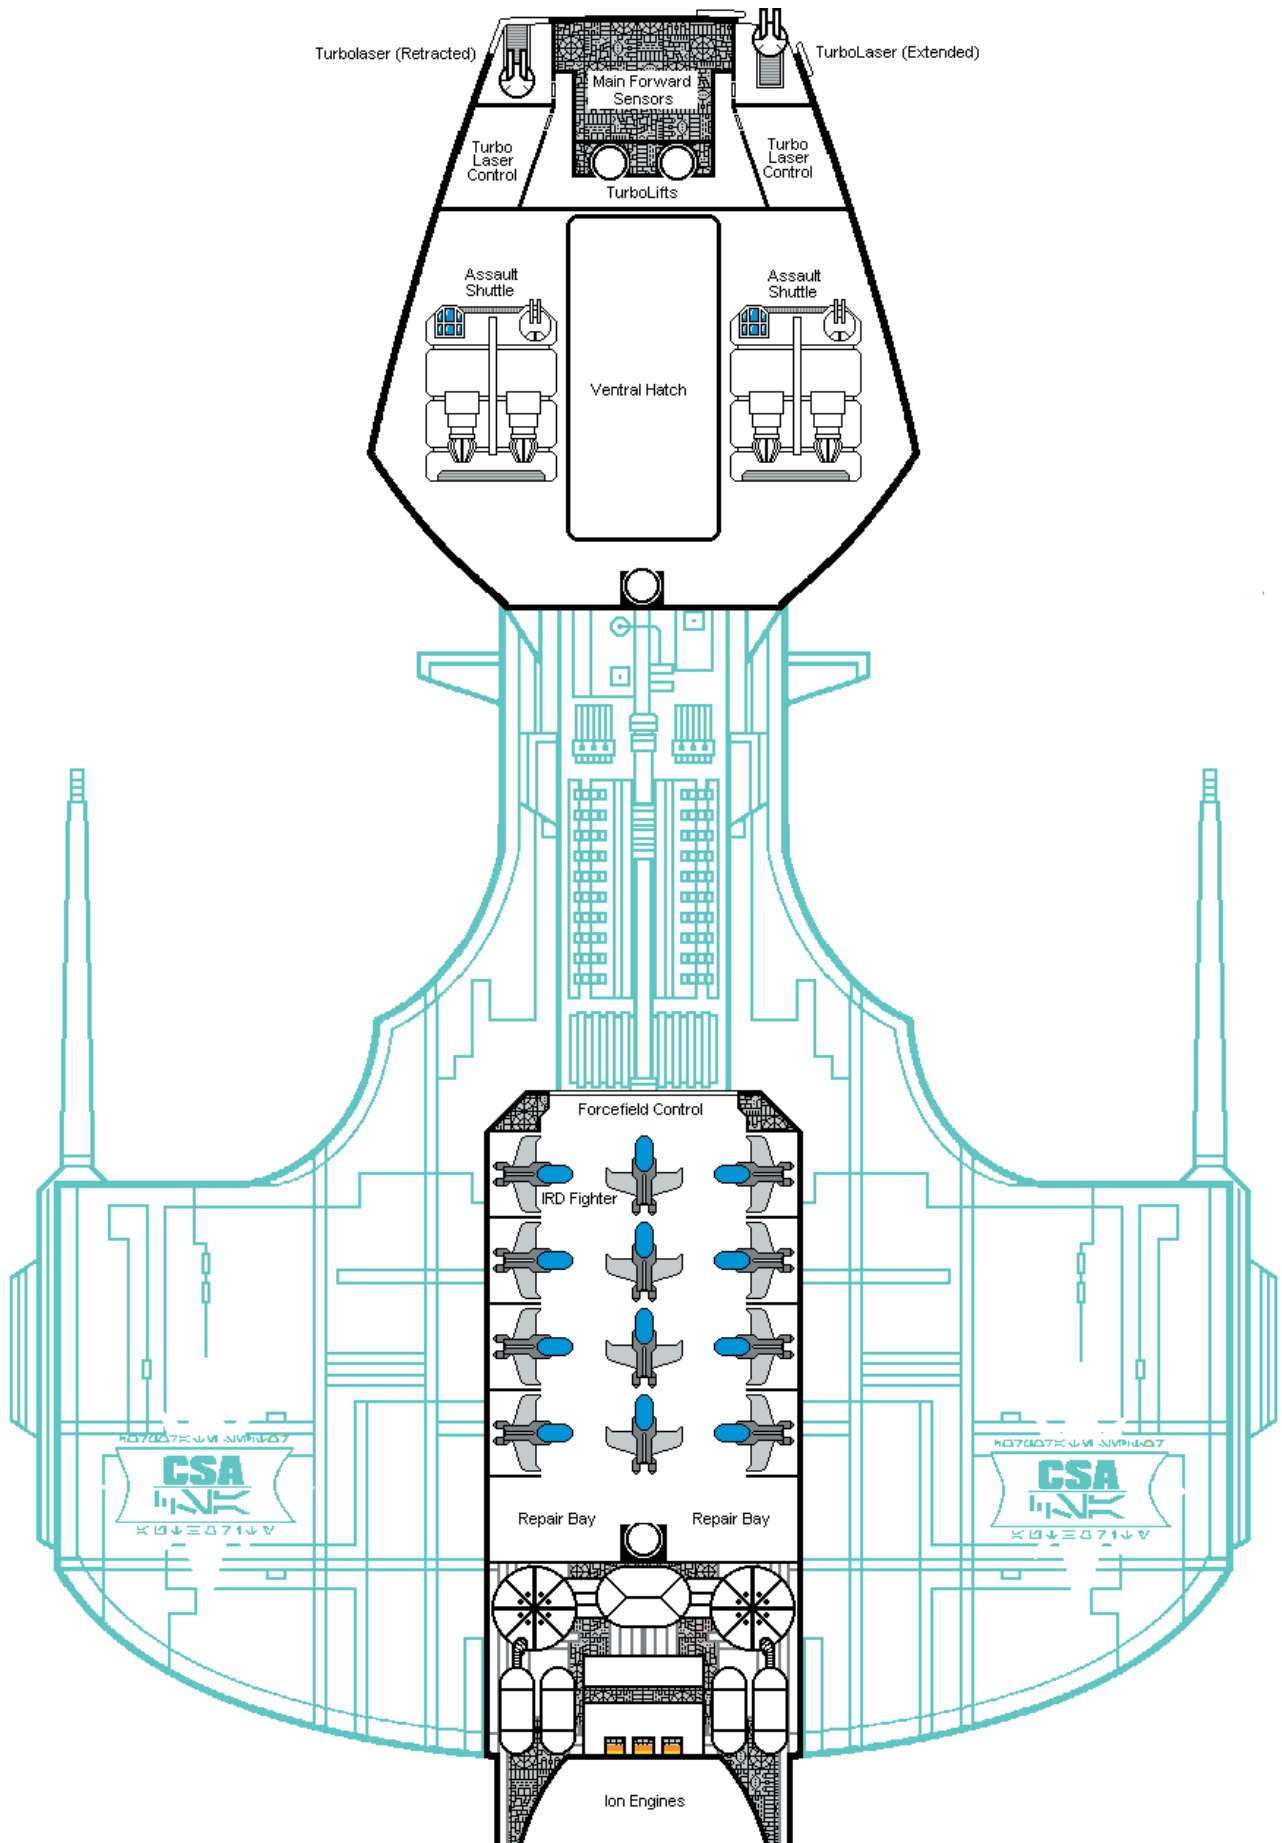 Turbolaser (Retracted)
TurboLaser (Extended)
Main Forward
Sensors
Turbo
Laser
Control
Turbo
Laser
Control
TurboLifts
Assault
Shuttle
Assault
Shuttle
Ventral Hatch
Forcefield Control
IRD Fighter
CSA
CSA
Repair Bay
Repair Bay
Ion Engines